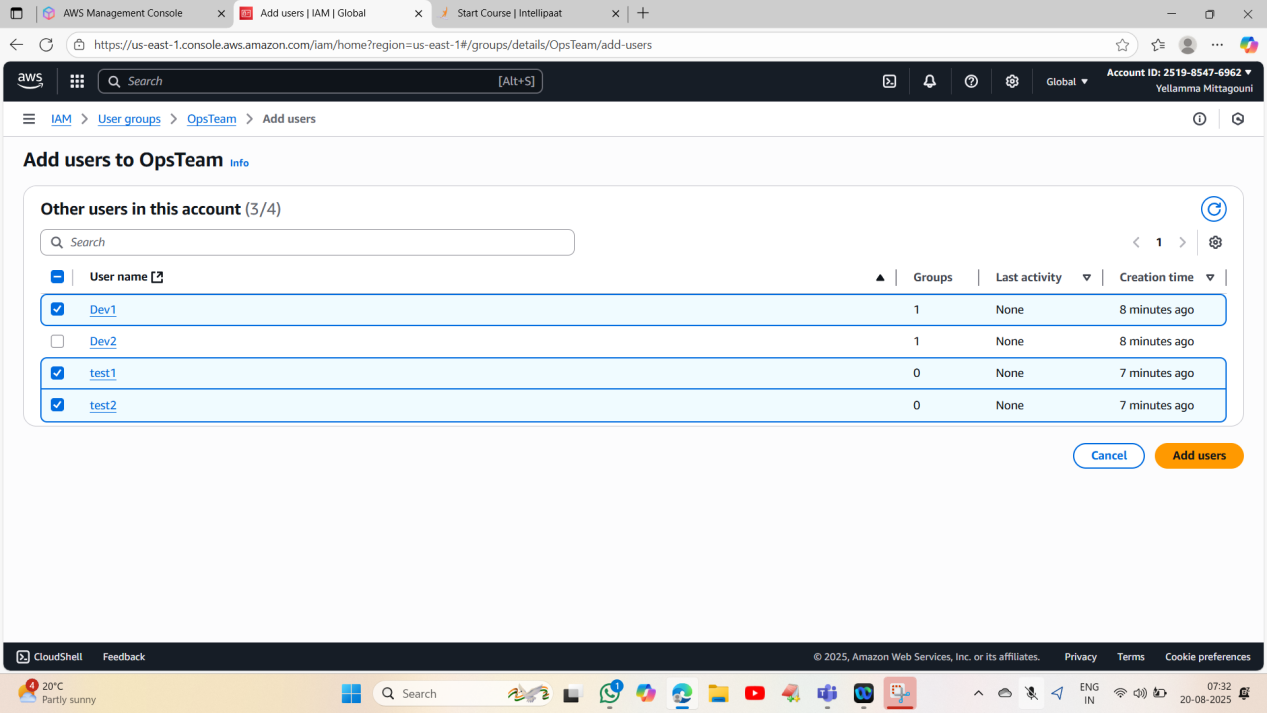 AWS Management Console
Add users | IAM | Global
Start Course | Intellipaat
https://us-east-1.console.aws.amazon.com/iam/home?region=us-east-1#/groups/details/OpsTeam/add-users
aws
Search [Alt+S]
Global
Account ID: 2519-8547-6962
Yellamma Mittagouni
IAM > User groups > OpsTeam > Add users
Add users to OpsTeam Info
Other users in this account (3/4)
Search
1
User name Groups Last activity Creation time
Dev1 1 None 8 minutes ago
Dev2 1 None 8 minutes ago
test1 0 None 7 minutes ago
test2 0 None 7 minutes ago
Cancel Add users
CloudShell Feedback © 2025, Amazon Web Services, Inc. or its affiliates. Privacy Terms Cookie preferences
4
20°C
Partly sunny
Search
1
ENG
IN
07:32
20-08-2025